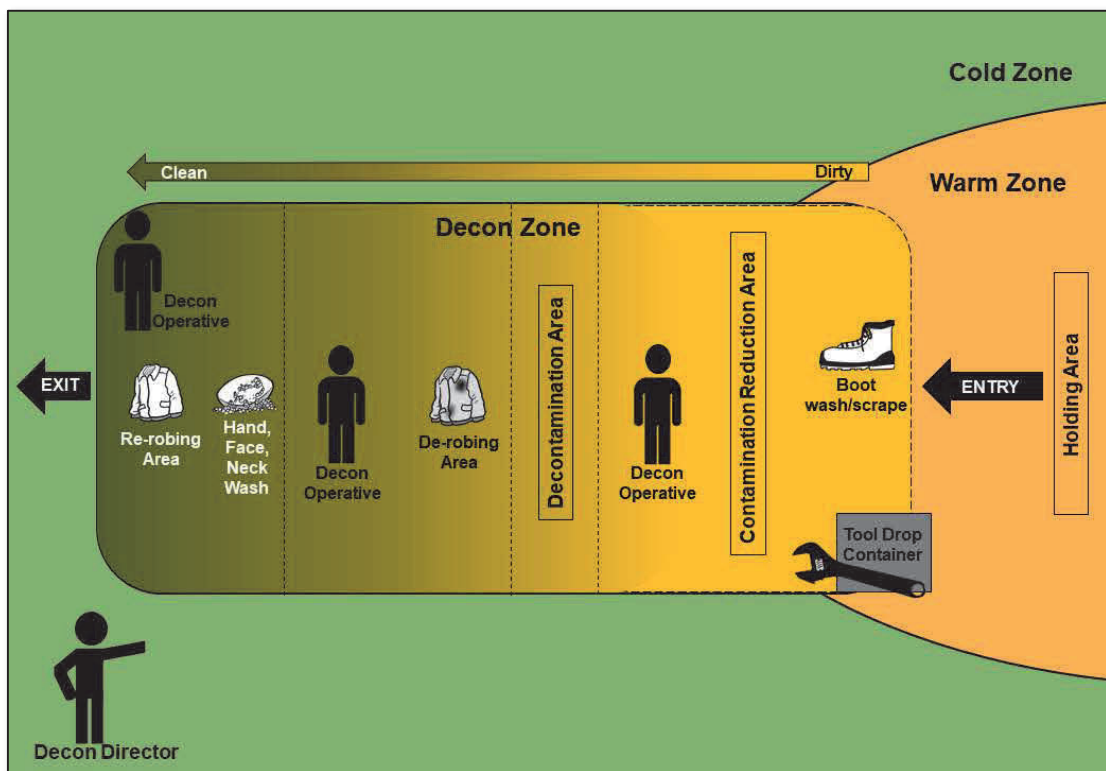 Cold Zone
Clean
Dirty
Warm Zone
Decon Zone
Decon
Operative
EXIT
Re-robing
Area
Hand,
Face,
Neck
Wash
Decon
Operative
De-robing
Area
Decontamination Area
Decon
Operative
Contamination Reduction Area
Boot
wash/scrape
ENTRY
Holding Area
Tool Drop
Container
Decon Director